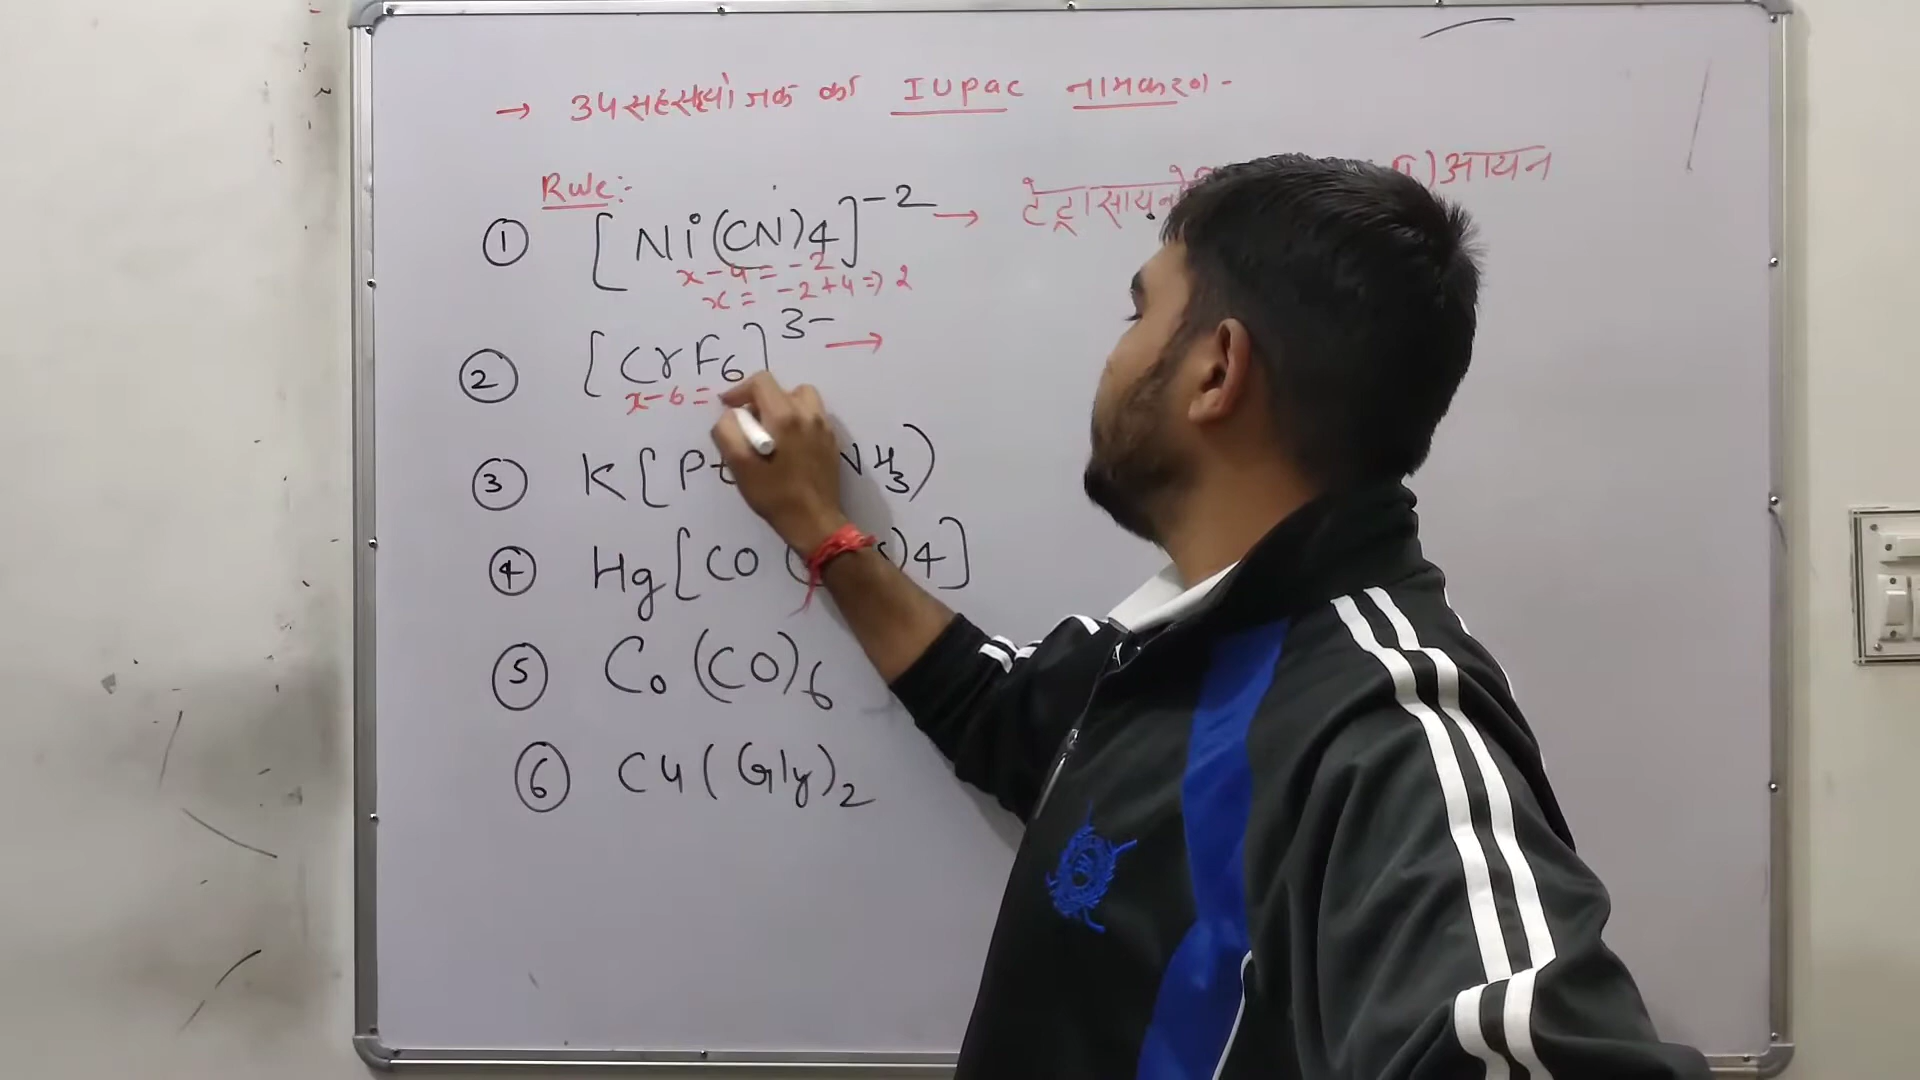 → उपसहसंयोजक का IUPac नामकरण -
Rule:-
① [Ni(CN)4]⁻² → आयन
x-4=-2
x = -2+4 => 2
② [CrF6]³⁻ →
x-6=
③ K[Pt
④ Hg[CO ( )4]
⑤ Co(CO)6
⑥ Cu(Gly)2